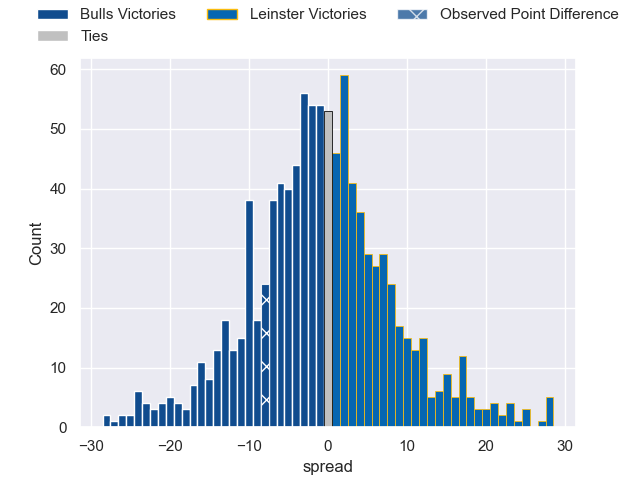 Bulls Victories
Leinster Victories
Observed Point Difference
Ties
60
50
40
30
20
10
0
Count
−30
−20
−10
0
10
20
30
spread